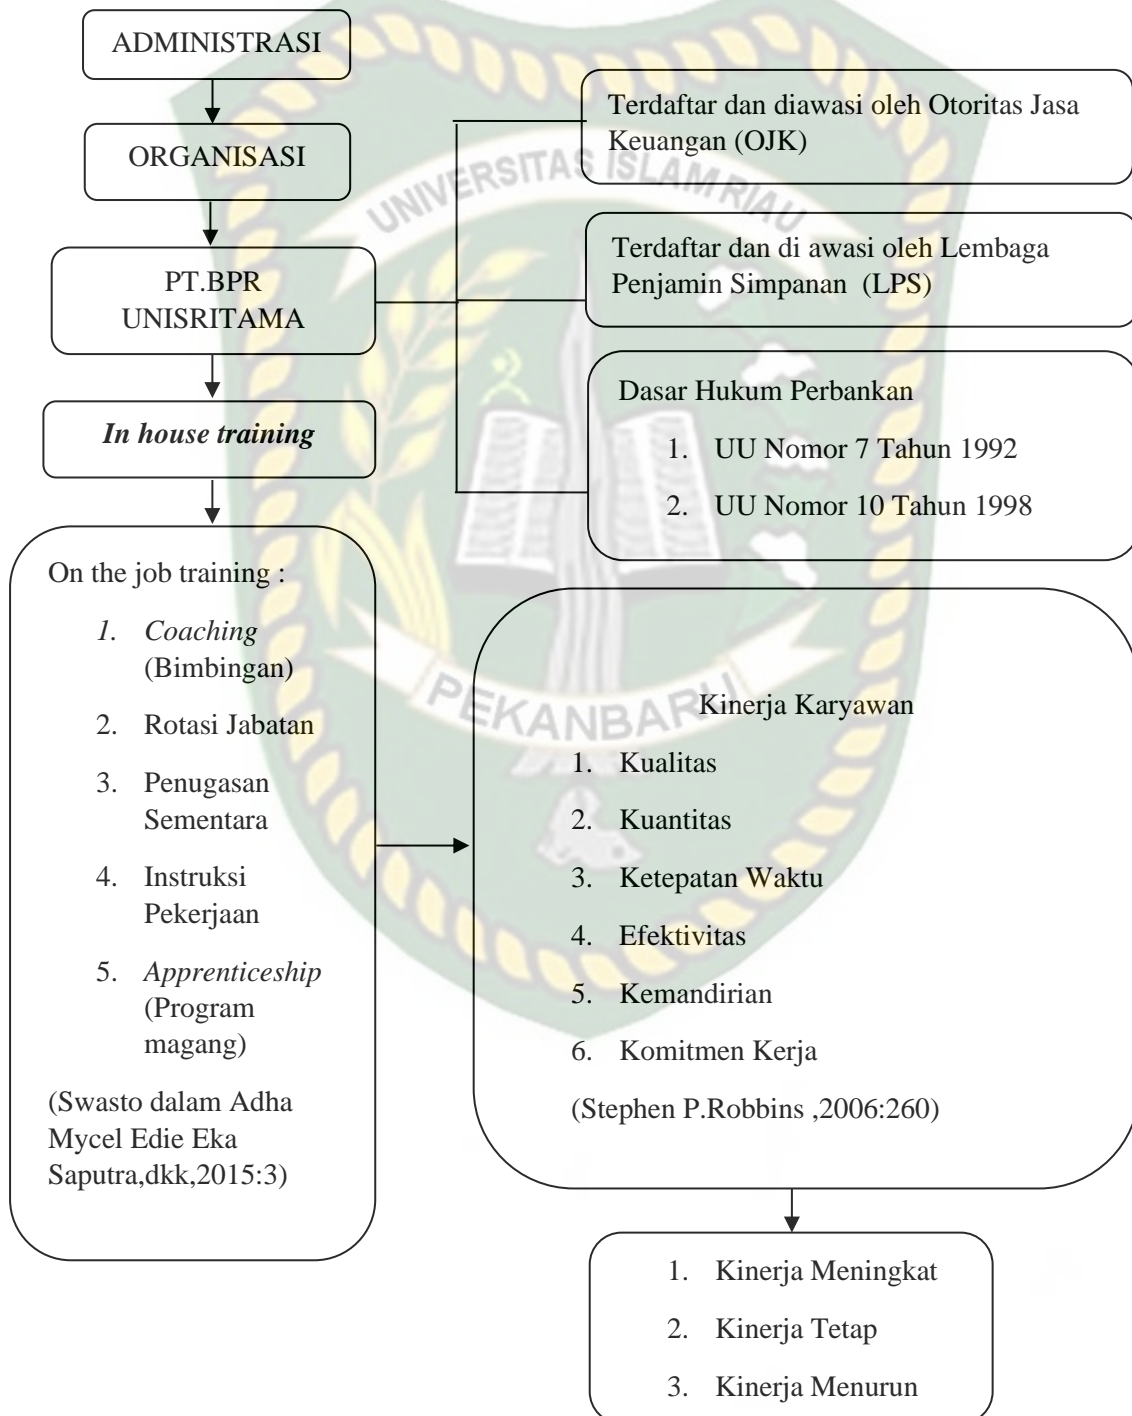 ADMINISTRASI
ORGANISASI
PT.BPR
UNISRITAMA
In house training
Terdaftar dan diawasi oleh Otoritas Jasa
Keuangan (OJK)
Terdaftar dan di awasi oleh Lembaga
Penjamin Simpanan (LPS)
Dasar Hukum Perbankan
1. UU Nomor 7 Tahun 1992
2. UU Nomor 10 Tahun 1998
On the job training :
1. Coaching
(Bimbingan)
2. Rotasi Jabatan
3. Penugasan
Sementara
4. Instruksi
Pekerjaan
5. Apprenticeship
(Program
magang)
(Swasto dalam Adha
Mycel Edie Eka
Saputra,dkk,2015:3)
Kinerja Karyawan
1. Kualitas
2. Kuantitas
3. Ketepatan Waktu
4. Efektivitas
5. Kemandirian
6. Komitmen Kerja
(Stephen P.Robbins ,2006:260)
1. Kinerja Meningkat
2. Kinerja Tetap
3. Kinerja Menurun
UNIVERSITAS ISLAM RIAU
PEKANBARU